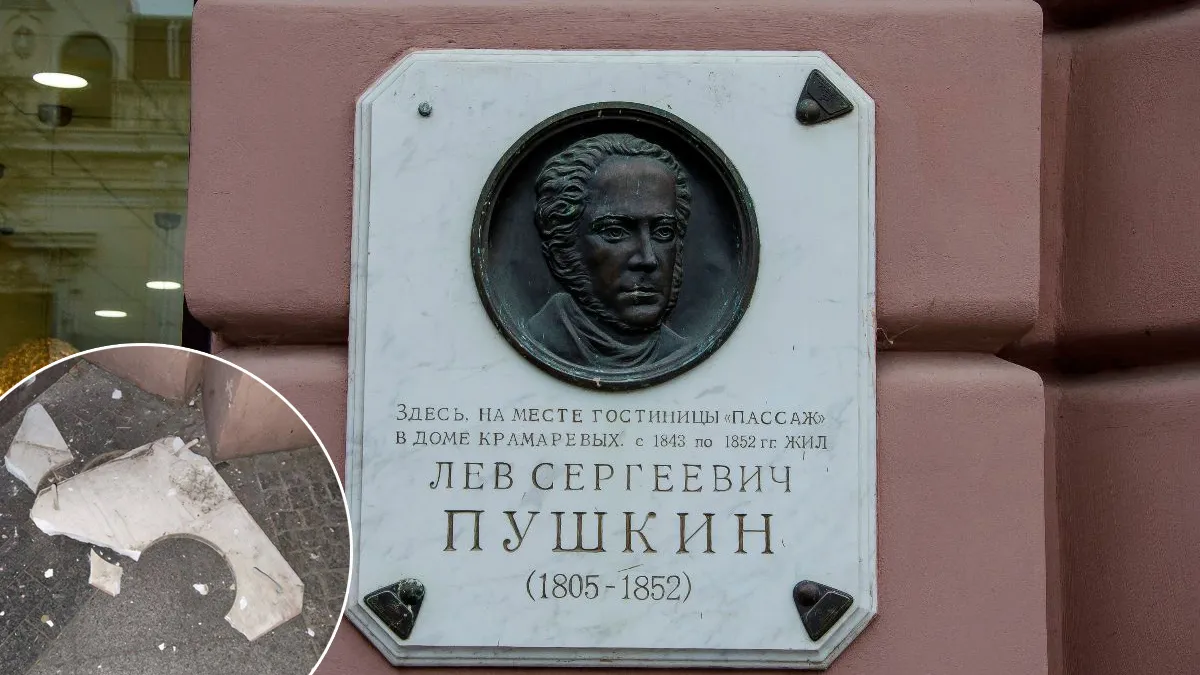 ЗДЕСЬ, НА МЕСТЕ ГОСТИНИЦЫ «ПАССАЖ»
В ДОМЕ КРАМАРЕВЫХ, с 1843 по 1852 гг. ЖИЛ
ЛЕВ СЕРГЕЕВИЧ
ПУШКИН
(1805-1852)